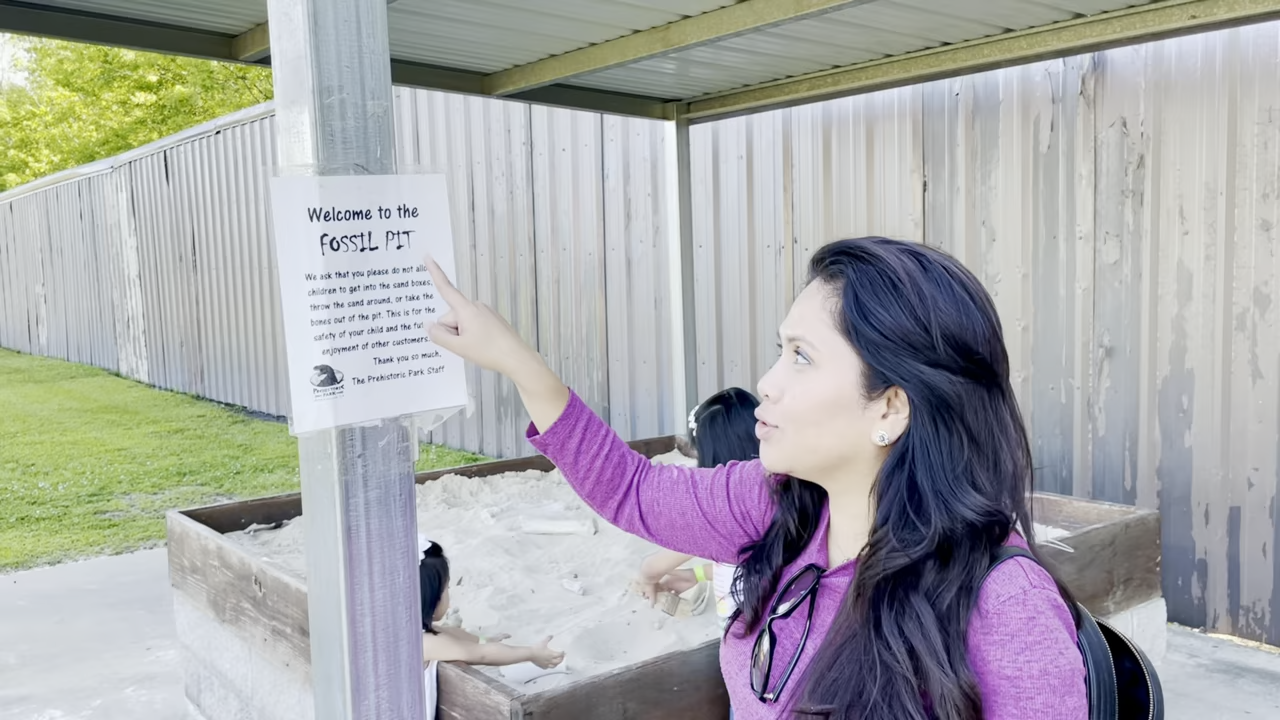 Welcome to the
FOSSIL PIT
We ask that you please do not
children to get into the sand boxes,
throw the sand around, or take the
bones out of the pit. This is for the
safety of your child and the
enjoyment of other customers.
Thank you so much,
The Prehistoric Park Staff
PREHISTORIC
PARK